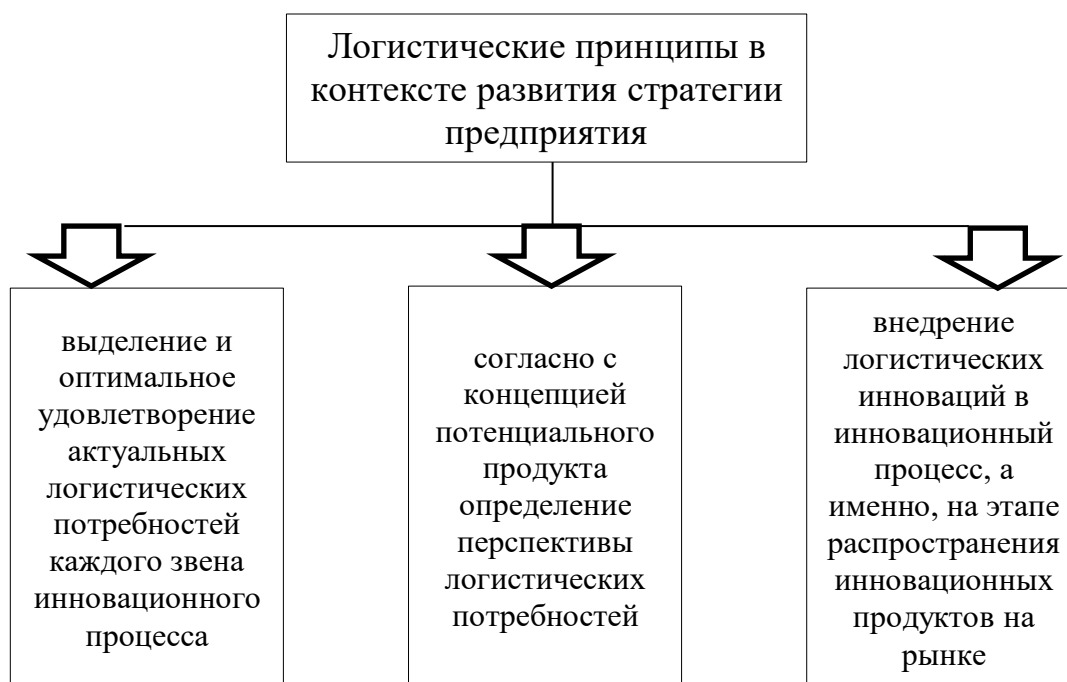 Логистические принципы в
контексте развития стратегии
предприятия
выделение и
оптимальное
удовлетворение
актуальных
логистических
потребностей
каждого звена
инновационного
процесса
согласно с
концепцией
потенциального
продукта
определение
перспективы
логистических
потребностей
внедрение
логистических
инноваций в
инновационный
процесс, а
именно, на этапе
распространения
инновационных
продуктов на
рынке